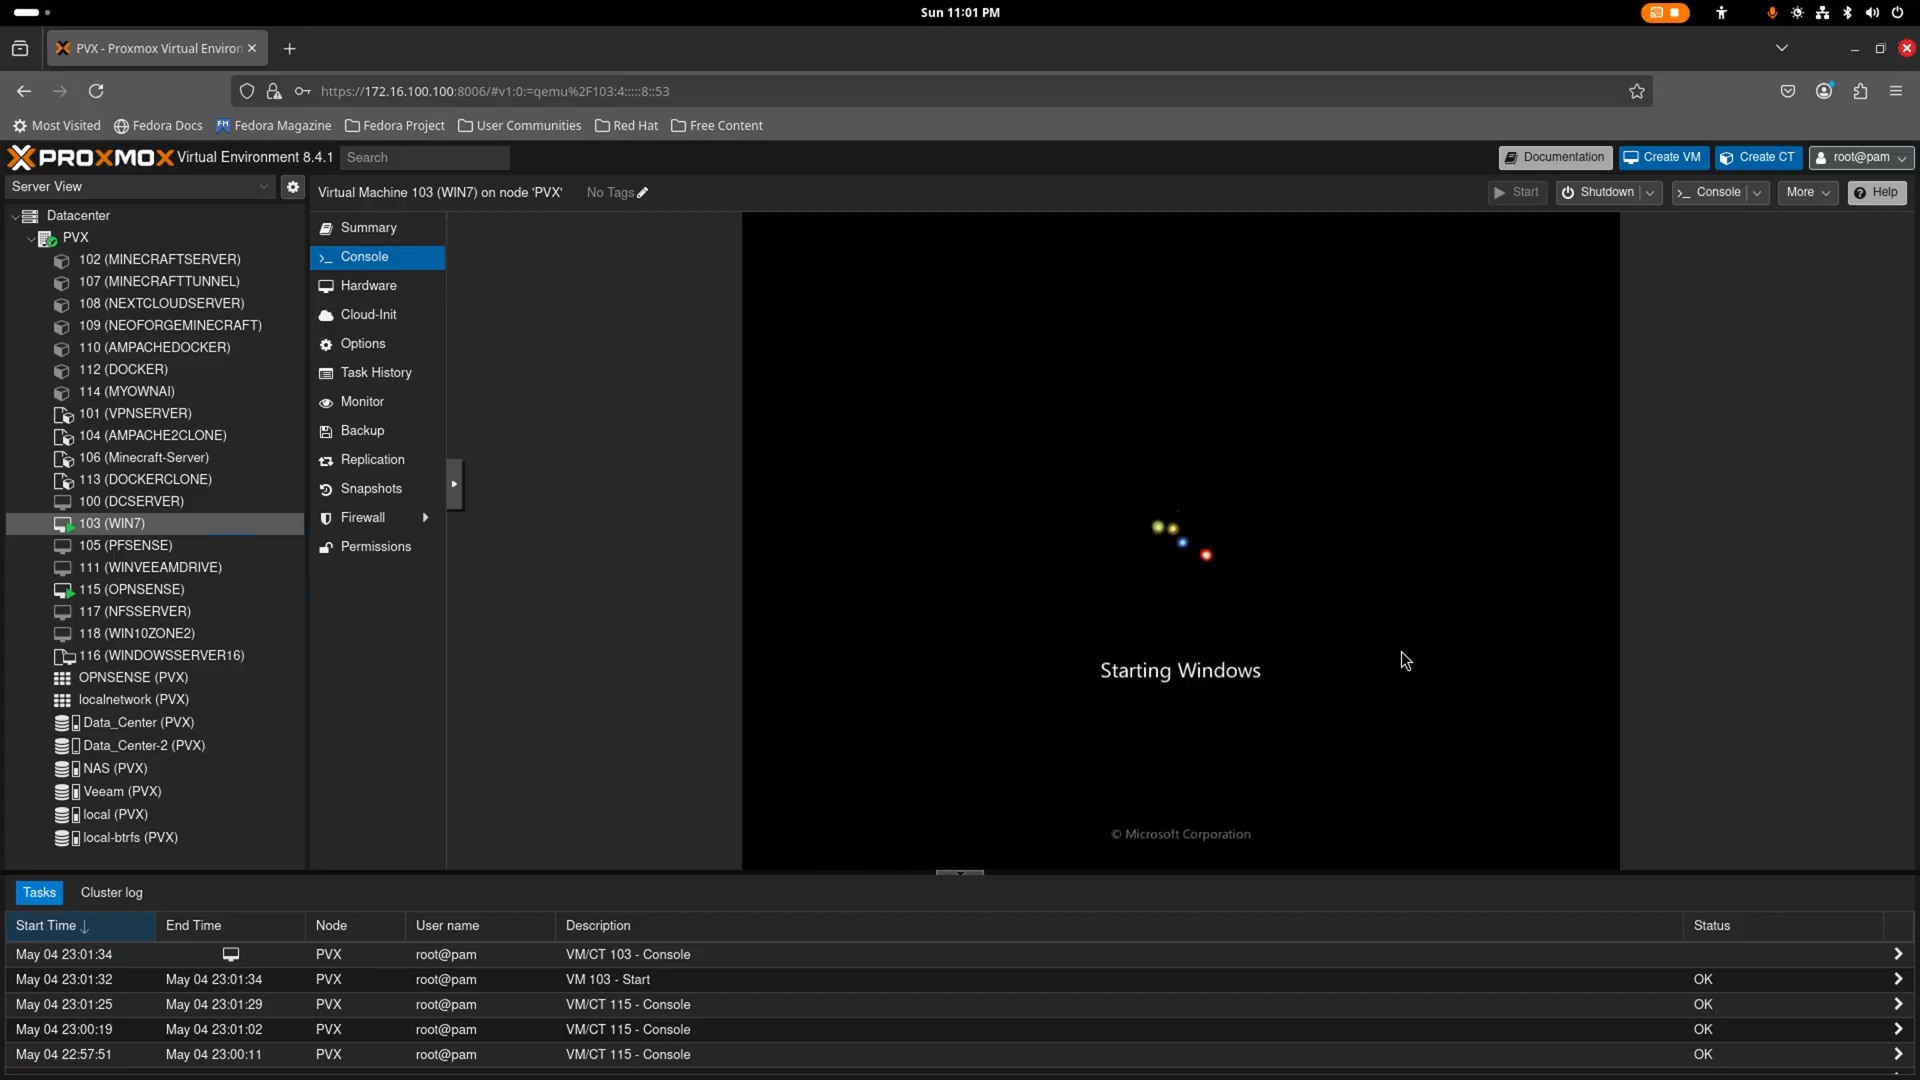 Sun 11:01 PM
PVX - Proxmox Virtual Environ
https://172.16.100.100:8006/#v1:0:=qemu%2F103:4:::::8::53
Most Visited
Fedora Docs
Fedora Magazine
Fedora Project
User Communities
Red Hat
Free Content
PROXMOX Virtual Environment 8.4.1
Search
Documentation
Create VM
Create CT
root@pam
Server View
Virtual Machine 103 (WIN7) on node 'PVX'
No Tags
Start
Shutdown
Console
More
Help
Datacenter
PVX
102 (MINECRAFTSERVER)
107 (MINECRAFTTUNNEL)
108 (NEXTCLOUDSERVER)
109 (NEOFORGEMINECRAFT)
110 (AMPACHEDOCKER)
112 (DOCKER)
114 (MYOWNAI)
101 (VPNSERVER)
104 (AMPACHE2CLONE)
106 (Minecraft-Server)
113 (DOCKERCLONE)
100 (DCSERVER)
103 (WIN7)
105 (PFSENSE)
111 (WINVEEAMDRIVE)
115 (OPNSENSE)
117 (NFSSERVER)
118 (WIN10ZONE2)
116 (WINDOWSSERVER16)
OPNSENSE (PVX)
localnetwork (PVX)
Data_Center (PVX)
Data_Center-2 (PVX)
NAS (PVX)
Veeam (PVX)
local (PVX)
local-btrfs (PVX)
Summary
Console
Hardware
Cloud-Init
Options
Task History
Monitor
Backup
Replication
Snapshots
Firewall
Permissions
Starting Windows
© Microsoft Corporation
Tasks
Cluster log
Start Time End Time Node User name Description Status
May 04 23:01:34 PVX root@pam VM/CT 103 - Console
May 04 23:01:32 May 04 23:01:34 PVX root@pam VM 103 - Start OK
May 04 23:01:25 May 04 23:01:29 PVX root@pam VM/CT 115 - Console OK
May 04 23:00:19 May 04 23:01:02 PVX root@pam VM/CT 115 - Console OK
May 04 22:57:51 May 04 23:00:11 PVX root@pam VM/CT 115 - Console OK